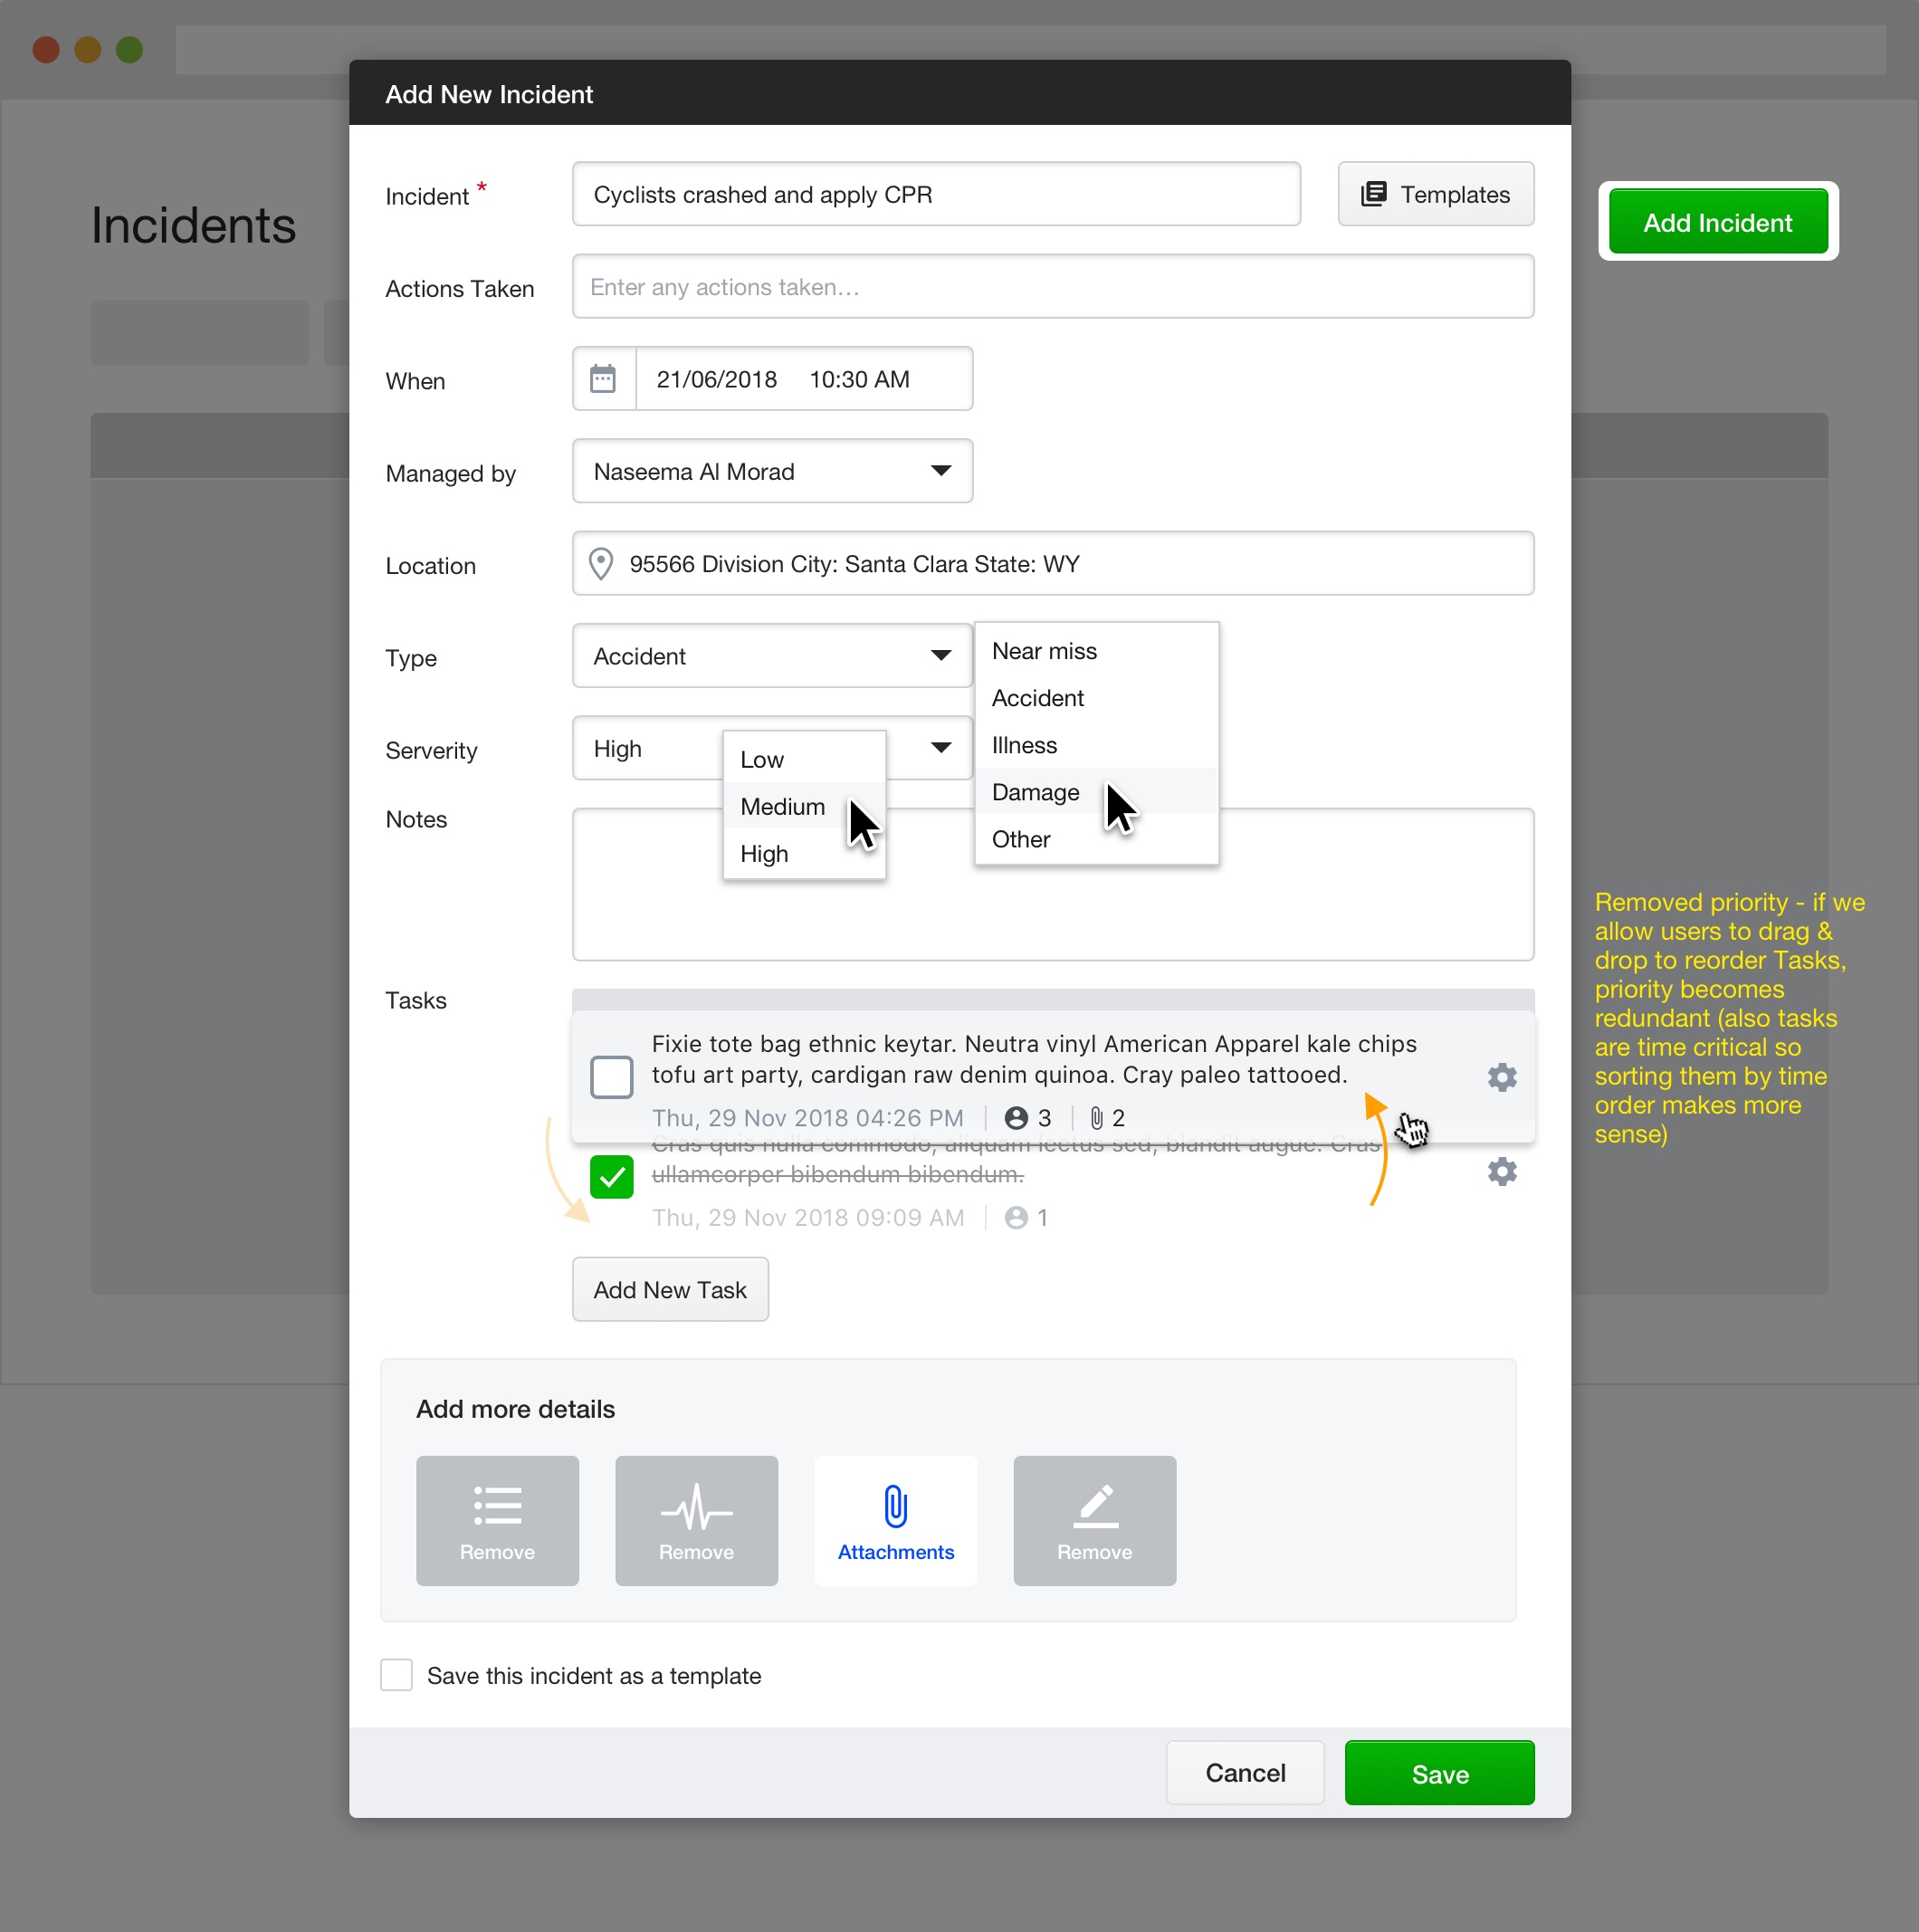 Add New Incident
Incidents
Incident *
Cyclists crashed and apply CPR
Templates
Add Incident
Actions Taken
Enter any actions taken…
When
21/06/2018 10:30 AM
Managed by
Naseema Al Morad
Location
95566 Division City: Santa Clara State: WY
Type
Accident
Near miss
Accident
Illness
Damage
Other
Serverity
High
Low
Medium
High
Notes
Removed priority - if we
allow users to drag &
drop to reorder Tasks,
priority becomes
redundant (also tasks
are time critical so
sorting them by time
order makes more
sense)
Tasks
Fixie tote bag ethnic keytar. Neutra vinyl American Apparel kale chips
tofu art party, cardigan raw denim quinoa. Cray paleo tattooed.
Thu, 29 Nov 2018 04:26 PM 3 2
Cras quis nulla commodo, aliquam lectus sed, blandit augue. Cras
ullamcorper bibendum bibendum.
Thu, 29 Nov 2018 09:09 AM 1
Add New Task
Add more details
Remove
Remove
Attachments
Remove
Save this incident as a template
Cancel
Save